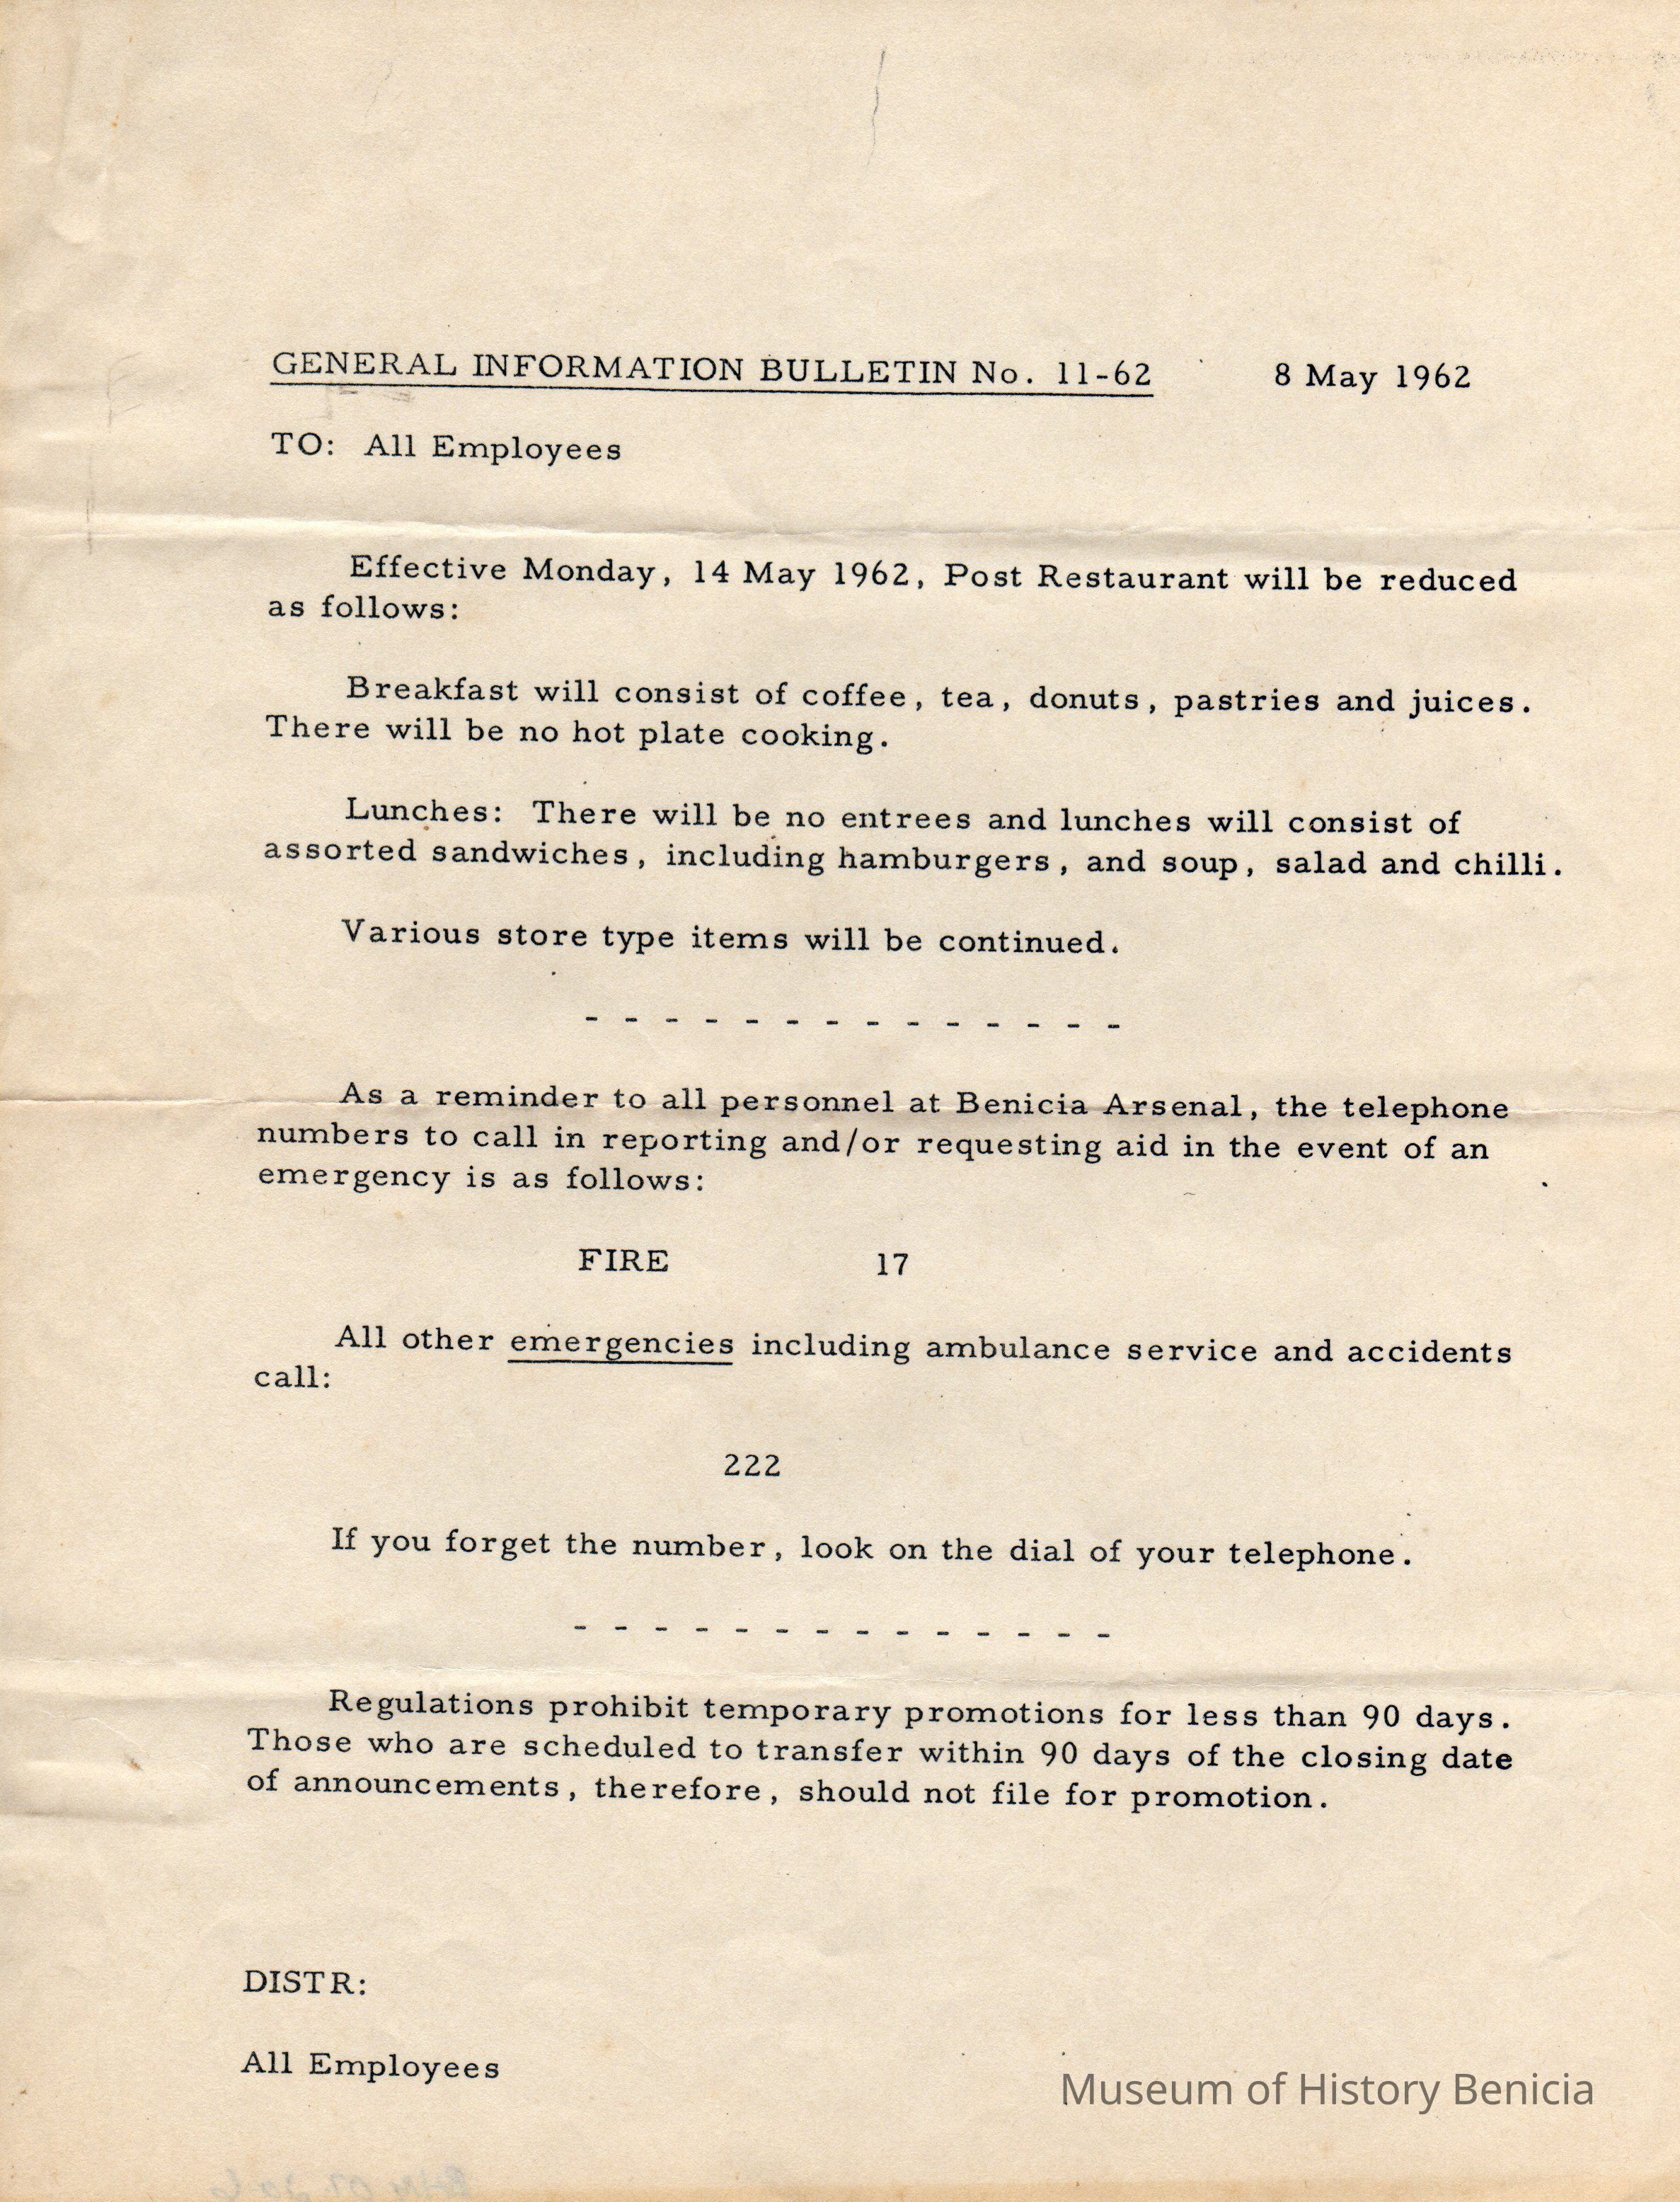 GENERAL INFORMATION BULLETIN No. 11-62 8 May 1962
TO: All Employees
Effective Monday, 14 May 1962, Post Restaurant will be reduced
as follows:
Breakfast will consist of coffee, tea, donuts, pastries and juices.
There will be no hot plate cooking.
Lunches: There will be no entrees and lunches will consist of
assorted sandwiches, including hamburgers, and soup, salad and chilli.
Various store type items will be continued.
- - - - - - - - - - - - - -
As a reminder to all personnel at Benicia Arsenal, the telephone
numbers to call in reporting and/or requesting aid in the event of an
emergency is as follows:
FIRE 17
All other emergencies including ambulance service and accidents
call:
222
If you forget the number, look on the dial of your telephone.
- - - - - - - - - - - - - -
Regulations prohibit temporary promotions for less than 90 days.
Those who are scheduled to transfer within 90 days of the closing date
of announcements, therefore, should not file for promotion.
DISTR:
All Employees
Museum of History Benicia